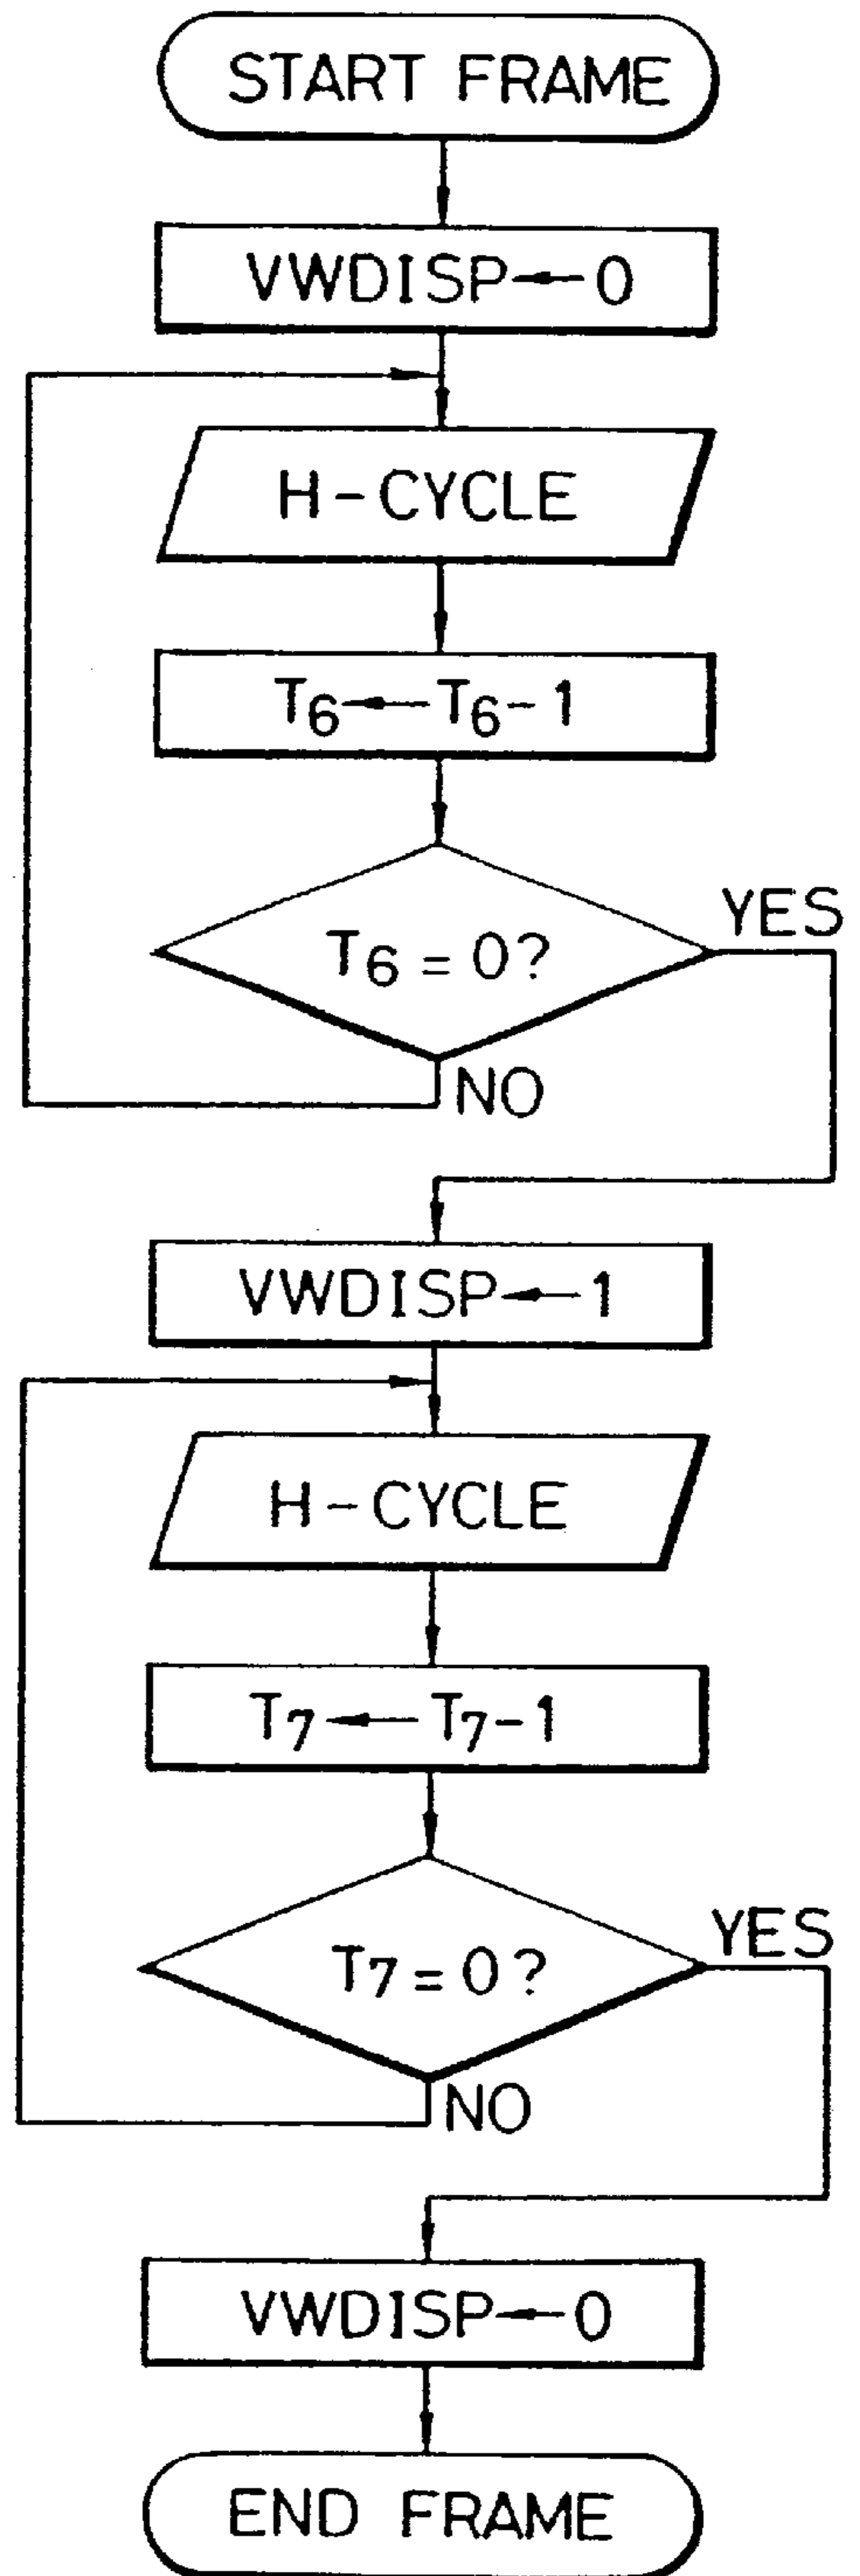 START FRAME
VWDISP←0
H-CYCLE
T₆←T₆-1
T₆=0?
YES
NO
VWDISP←1
H-CYCLE
T₇←T₇-1
T₇=0?
YES
NO
VWDISP←0
END FRAME